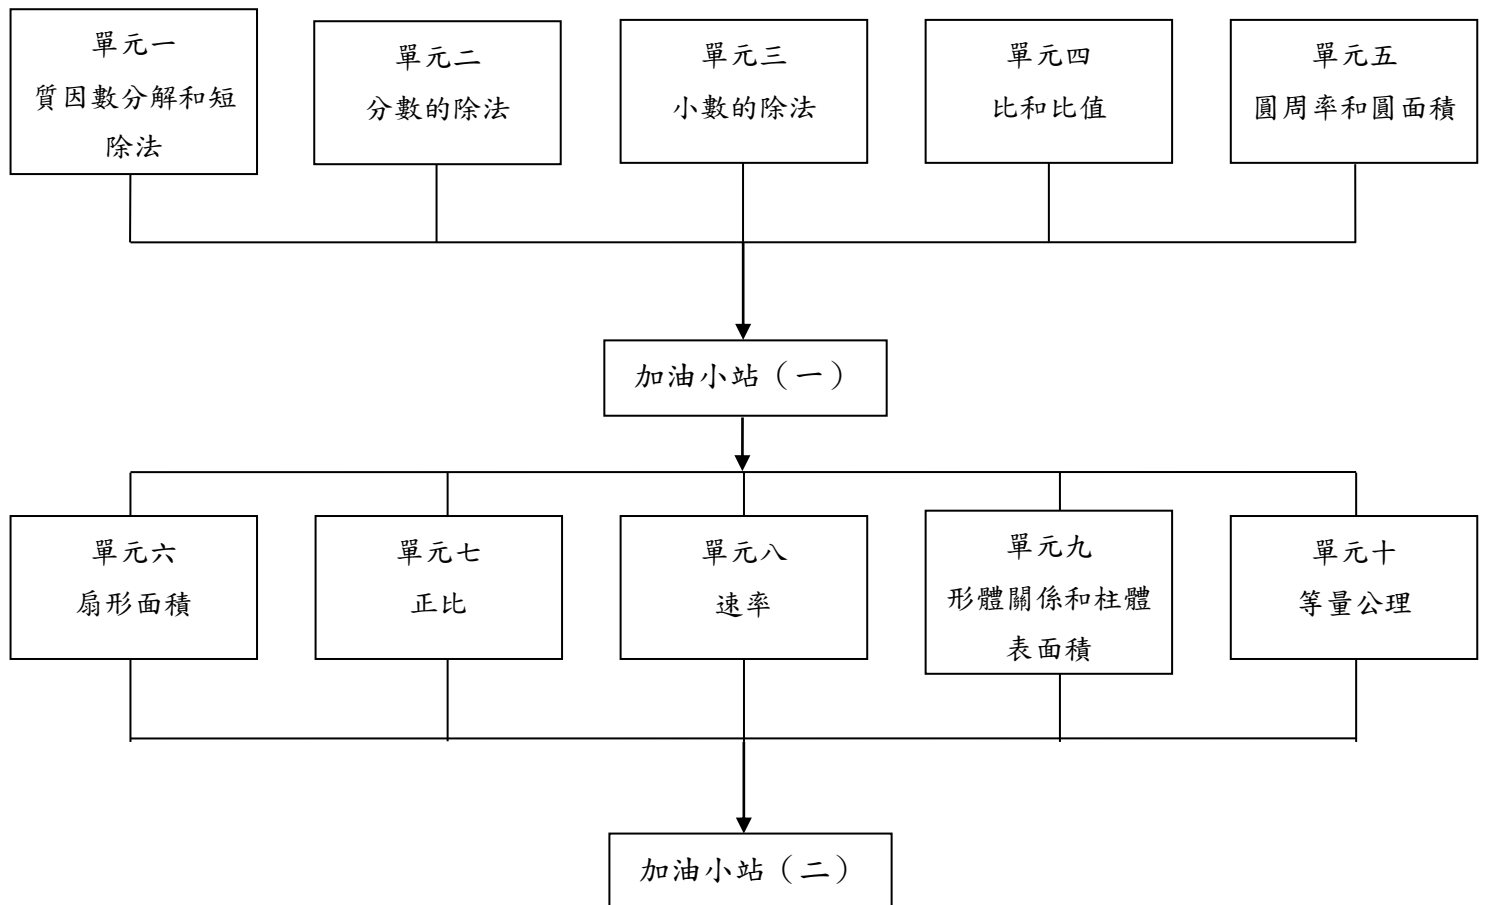 單元一
質因數分解和短
除法
單元二
分數的除法
單元三
小數的除法
單元四
比和比值
單元五
圓周率和圓面積
加油小站（一）
單元六
扇形面積
單元七
正比
單元八
速率
單元九
形體關係和柱體
表面積
單元十
等量公理
加油小站（二）